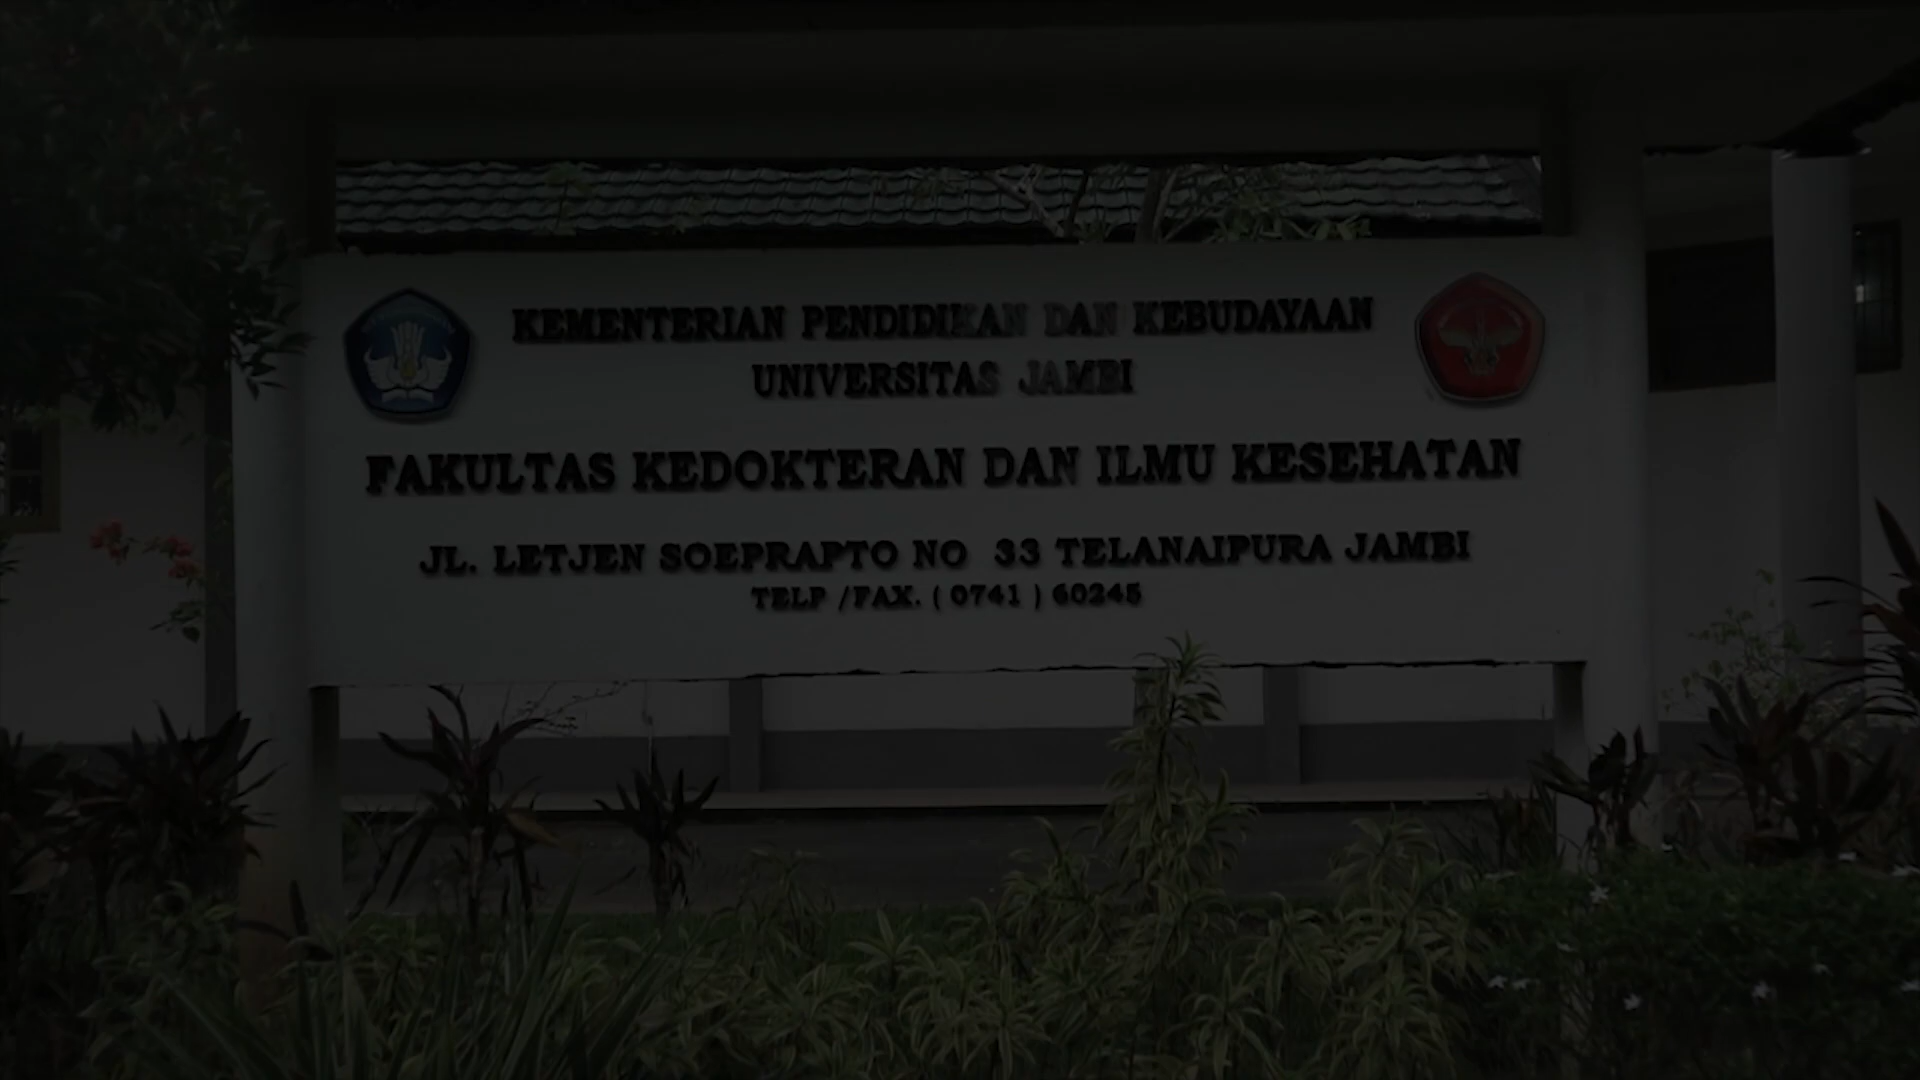 KEMENTERIAN PENDIDIKAN DAN KEBUDAYAAN
UNIVERSITAS JAMBI
FAKULTAS KEDOKTERAN DAN ILMU KESEHATAN
JL. LETJEN SOEPRAPTO NO 33 TELANAIPURA JAMBI
TELP /FAX. ( 0741 ) 60245